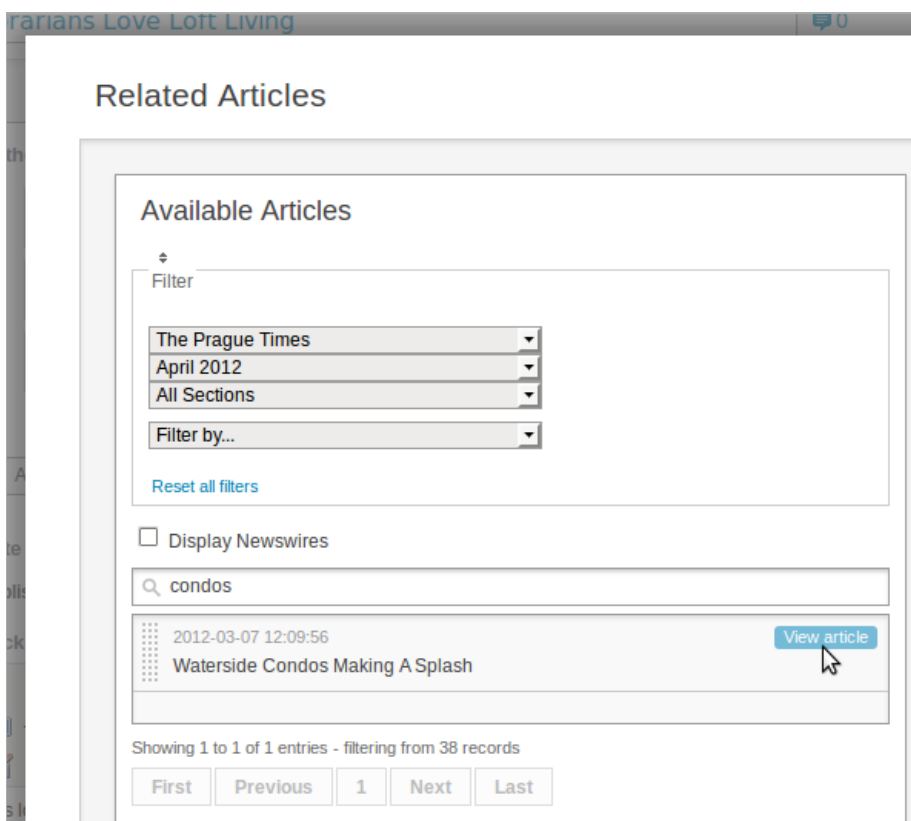 rarians Love Loft Living 0
Related Articles
Available Articles
Filter
The Prague Times
April 2012
All Sections
Filter by...
Reset all filters
Display Newswires
condos
2012-03-07 12:09:56 View article
Waterside Condos Making A Splash
Showing 1 to 1 of 1 entries - filtering from 38 records
First Previous 1 Next Last